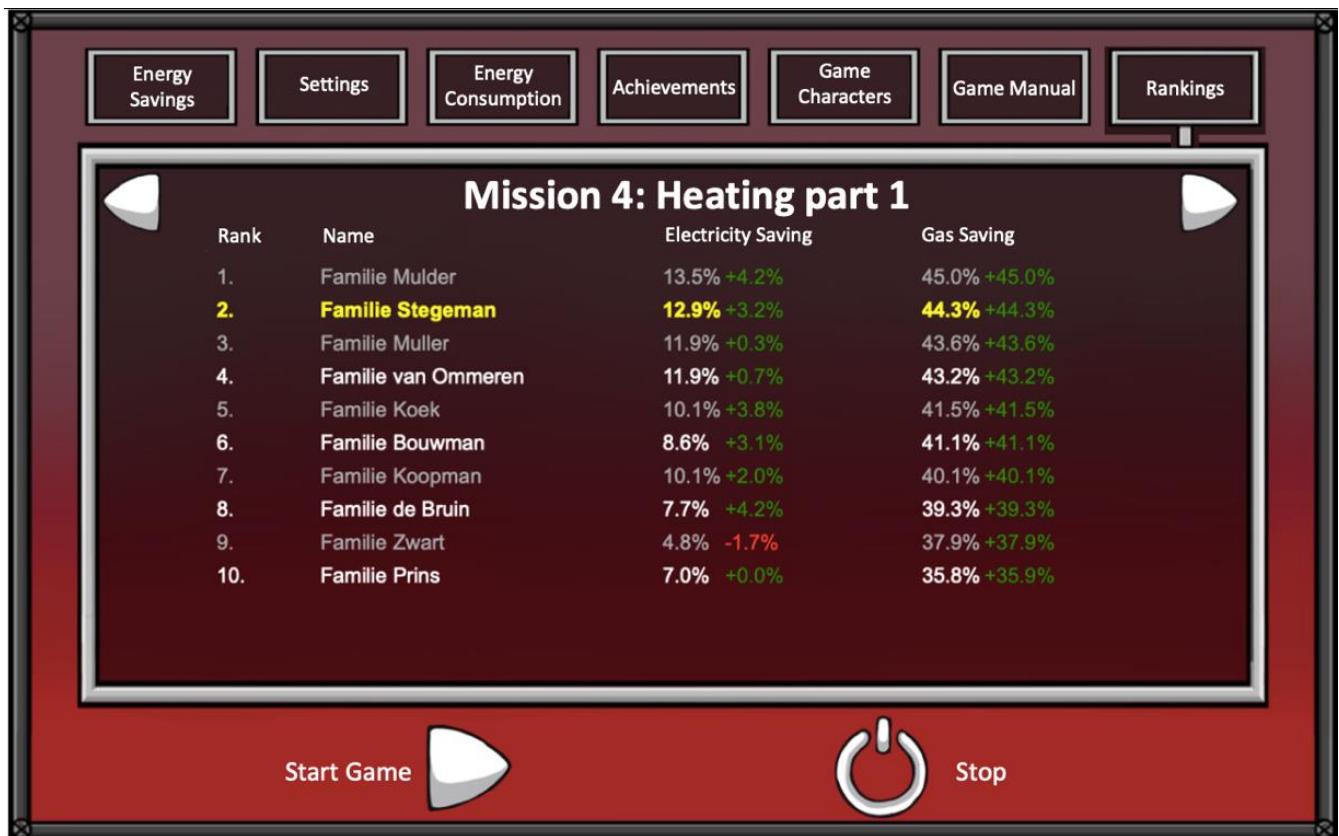 Energy Savings
Settings
Energy Consumption
Achievements
Game Characters
Game Manual
Rankings
Mission 4: Heating part 1
Rank Name Electricity Saving Gas Saving
1. Familie Mulder 13.5% +4.2% 45.0% +45.0%
2. Familie Stegeman 12.9% +3.2% 44.3% +44.3%
3. Familie Muller 11.9% +0.3% 43.6% +43.6%
4. Familie van Ommeren 11.9% +0.7% 43.2% +43.2%
5. Familie Koek 10.1% +3.8% 41.5% +41.5%
6. Familie Bouwman 8.6% +3.1% 41.1% +41.1%
7. Familie Koopman 10.1% +2.0% 40.1% +40.1%
8. Familie de Bruin 7.7% +4.2% 39.3% +39.3%
9. Familie Zwart 4.8% -1.7% 37.9% +37.9%
10. Familie Prins 7.0% +0.0% 35.8% +35.9%
Start Game
Stop